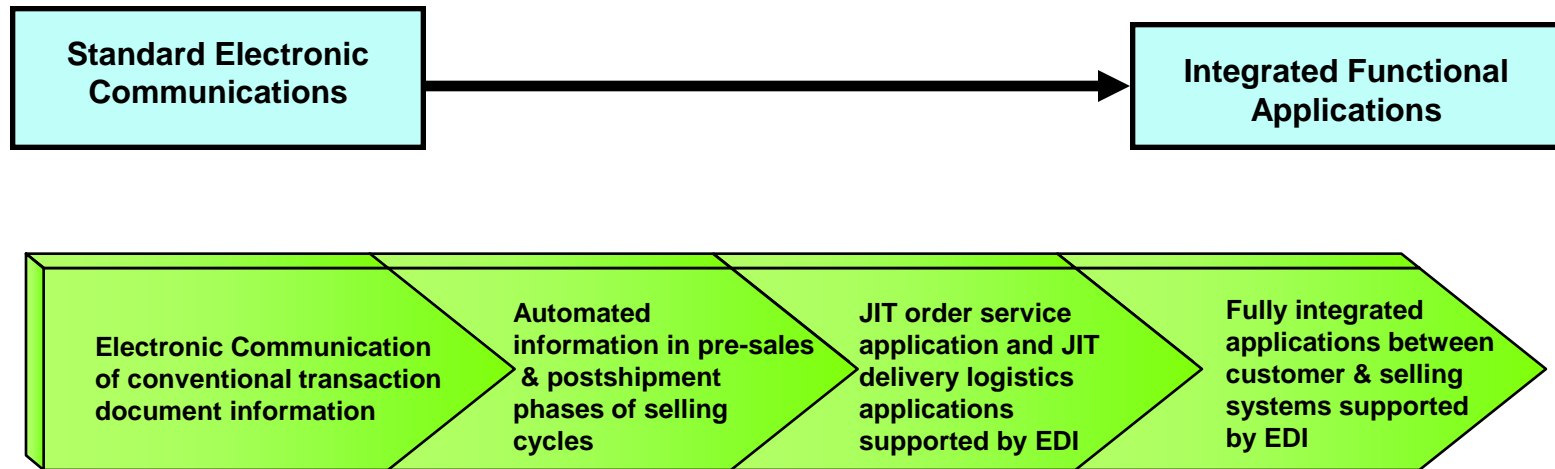 Standard Electronic
Communications
Integrated Functional
Applications
Electronic Communication
of conventional transaction
document information
Automated
information in pre-sales
& postshipment
phases of selling
cycles
JIT order service
application and JIT
delivery logistics
applications
supported by EDI
Fully integrated
applications between
customer & selling
systems supported
by EDI